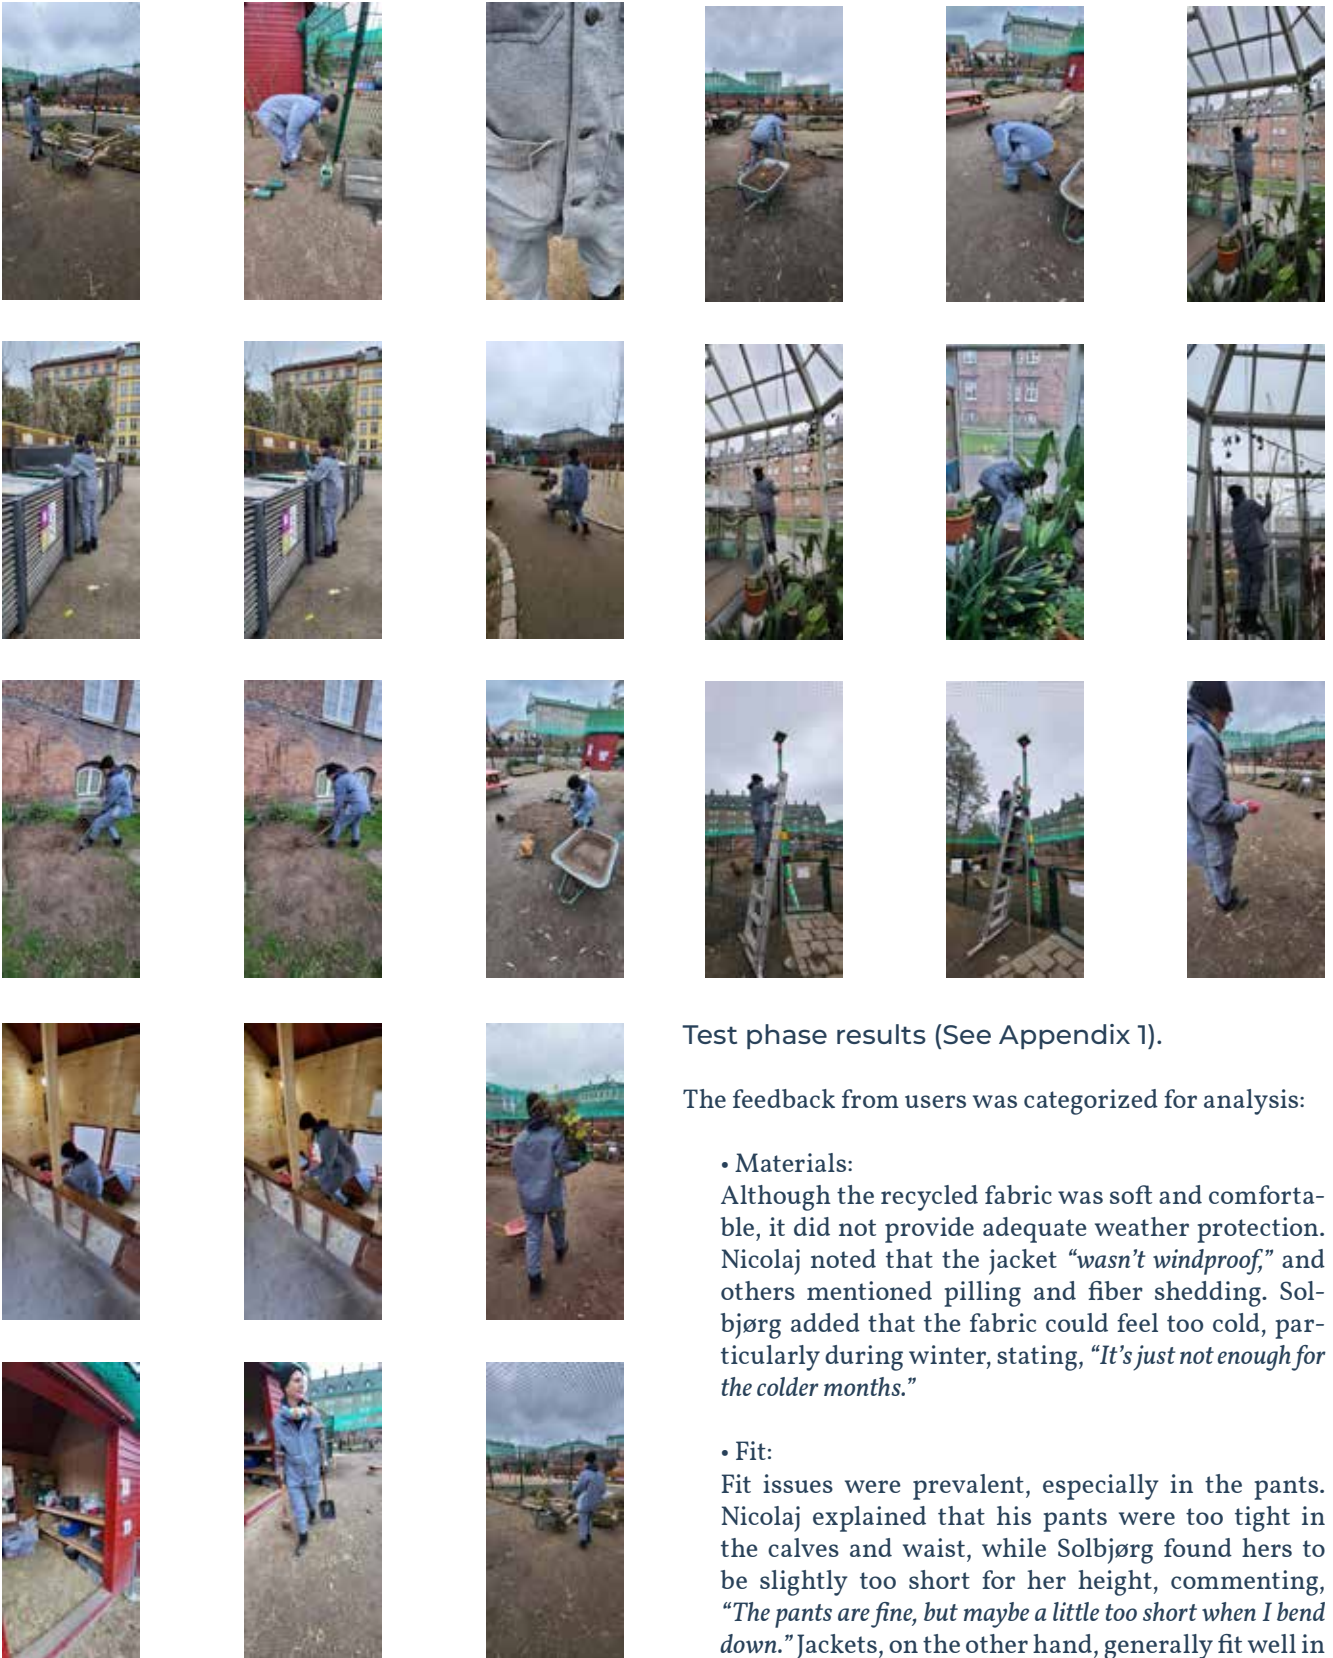 Test phase results (See Appendix 1).
The feedback from users was categorized for analysis:
• Materials:
Although the recycled fabric was soft and comforta-
ble, it did not provide adequate weather protection.
Nicolaj noted that the jacket “wasn’t windproof,” and
others mentioned pilling and fiber shedding. Sol-
bjørg added that the fabric could feel too cold, par-
ticularly during winter, stating, “It’s just not enough for
the colder months.”
• Fit:
Fit issues were prevalent, especially in the pants.
Nicolaj explained that his pants were too tight in
the calves and waist, while Solbjørg found hers to
be slightly too short for her height, commenting,
“The pants are fine, but maybe a little too short when I bend
down.” Jackets, on the other hand, generally fit well in